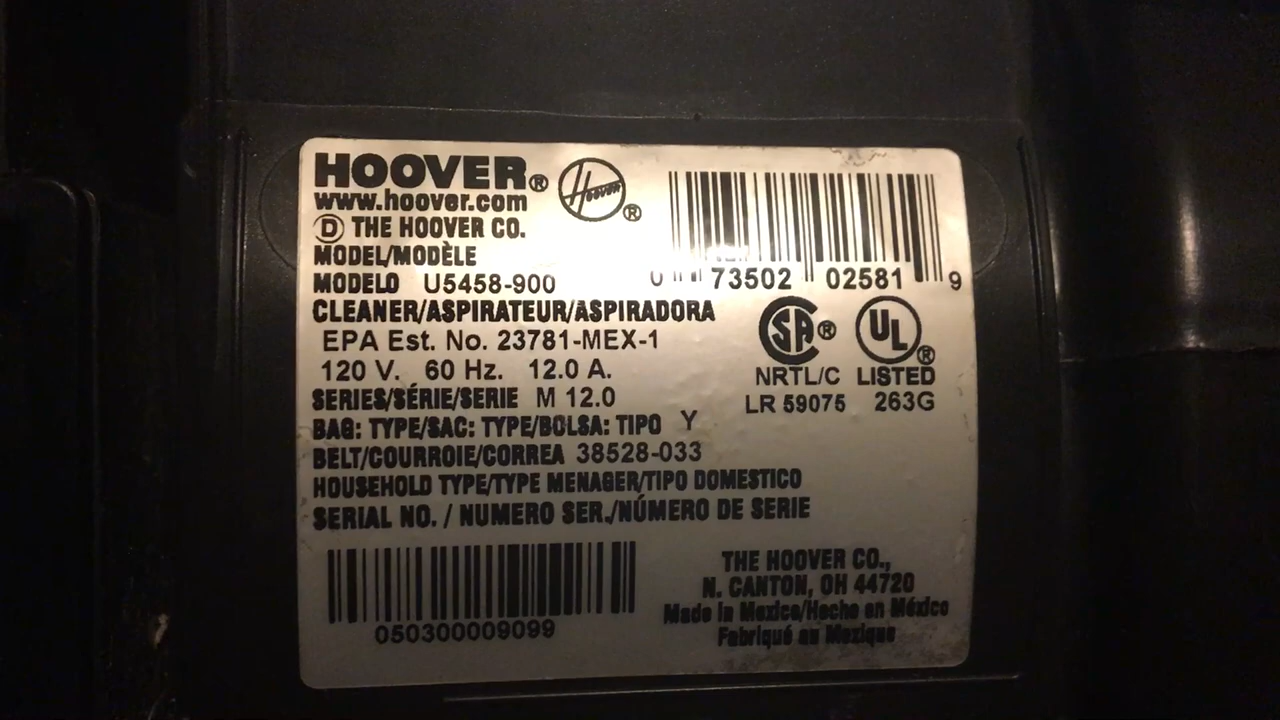 HOOVER®
Hoover ®
www.hoover.com
D THE HOOVER CO.
MODEL/MODÈLE
MODELO U5458-900
0 73502 02581 9
CLEANER/ASPIRATEUR/ASPIRADORA
EPA Est. No. 23781-MEX-1
120 V. 60 Hz. 12.0 A.
SERIES/SÉRIE/SERIE M 12.0
BAG: TYPE/SAC: TYPE/BOLSA: TIPO Y
BELT/COURROIE/CORREA 38528-033
HOUSEHOLD TYPE/TYPE MENAGER/TIPO DOMESTICO
SERIAL NO. / NUMERO SER./NÚMERO DE SERIE
050300009099
SA ®
NRTL/C
LR 59075
UL ®
LISTED
263G
THE HOOVER CO.,
N. CANTON, OH 44720
Made in Mexico/Hecho en México
Fabriqué au Mexique